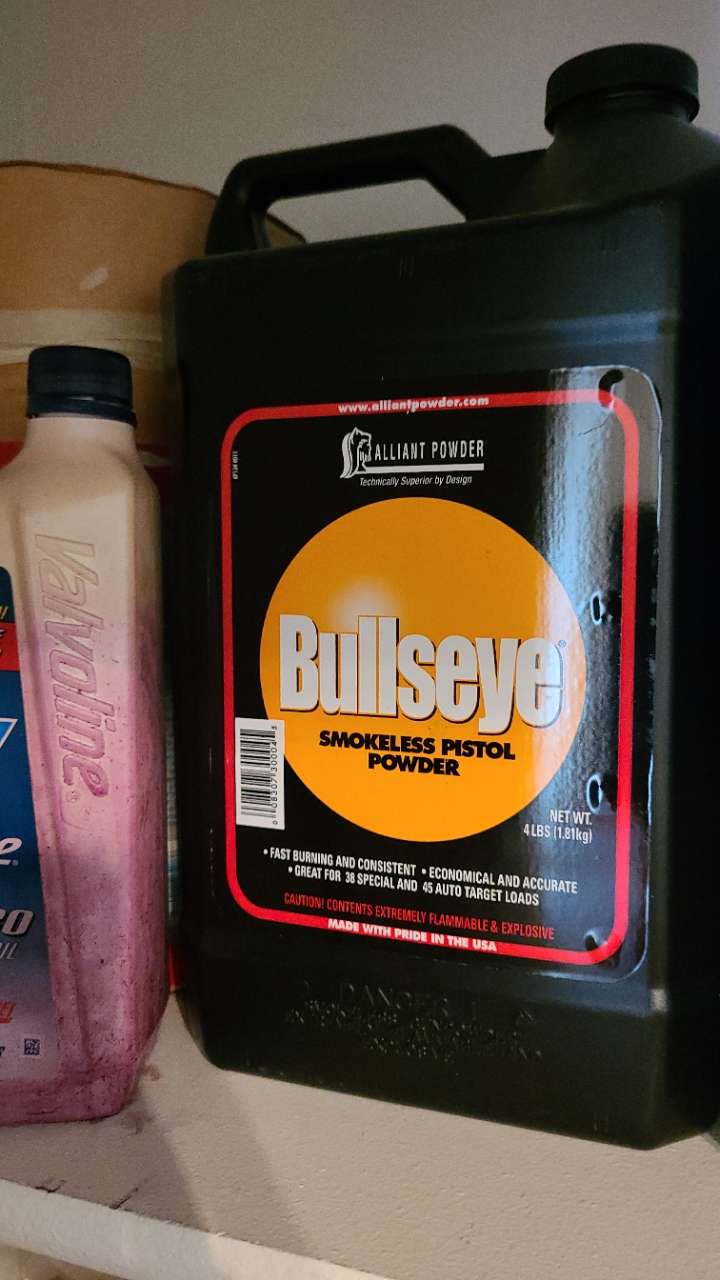 www.alliantpowder.com
ALLIANT POWDER
Technically Superior by Design
Bullseye®
SMOKELESS PISTOL
POWDER
NET WT.
4 LBS (1.81kg)
• FAST BURNING AND CONSISTENT • ECONOMICAL AND ACCURATE
• GREAT FOR 38 SPECIAL AND 45 AUTO TARGET LOADS
CAUTION! CONTENTS EXTREMELY FLAMMABLE & EXPLOSIVE
MADE WITH PRIDE IN THE USA
DANGER
Valvoline